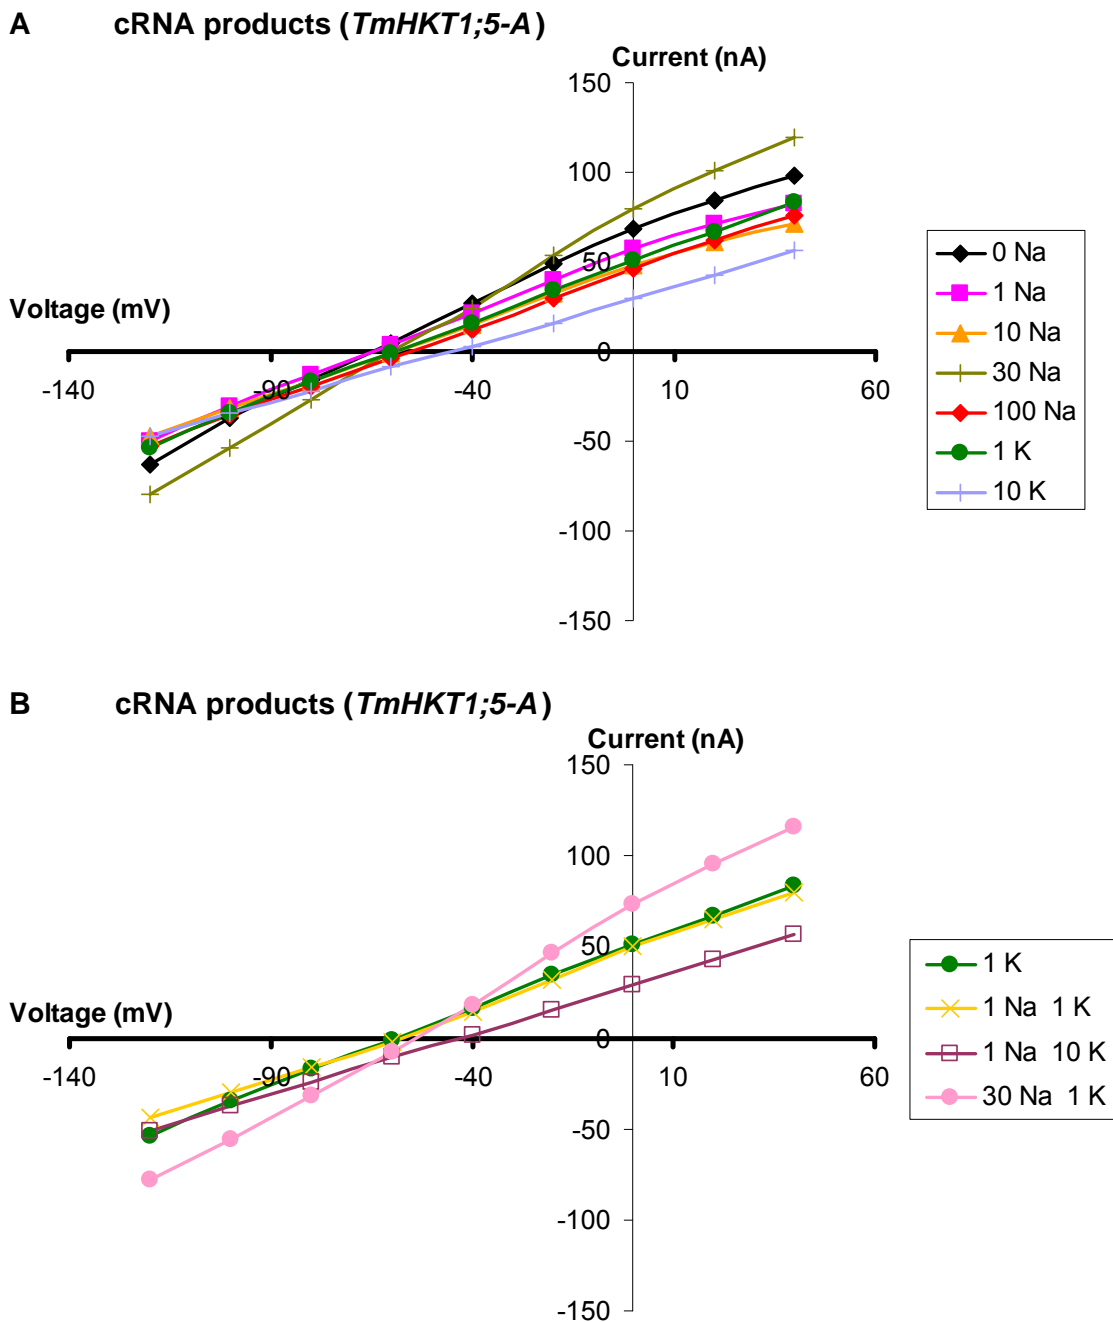 A cRNA products (TmHKT1;5-A)
Current (nA)
150
100
50
Voltage (mV)
0
-140 -90 -40 10 60
-50
-100
-150
0 Na
1 Na
10 Na
30 Na
100 Na
1 K
10 K
B cRNA products (TmHKT1;5-A)
Current (nA)
150
100
50
Voltage (mV)
0
-140 -90 -40 10 60
-50
-100
-150
1 K
1 Na 1 K
1 Na 10 K
30 Na 1 K